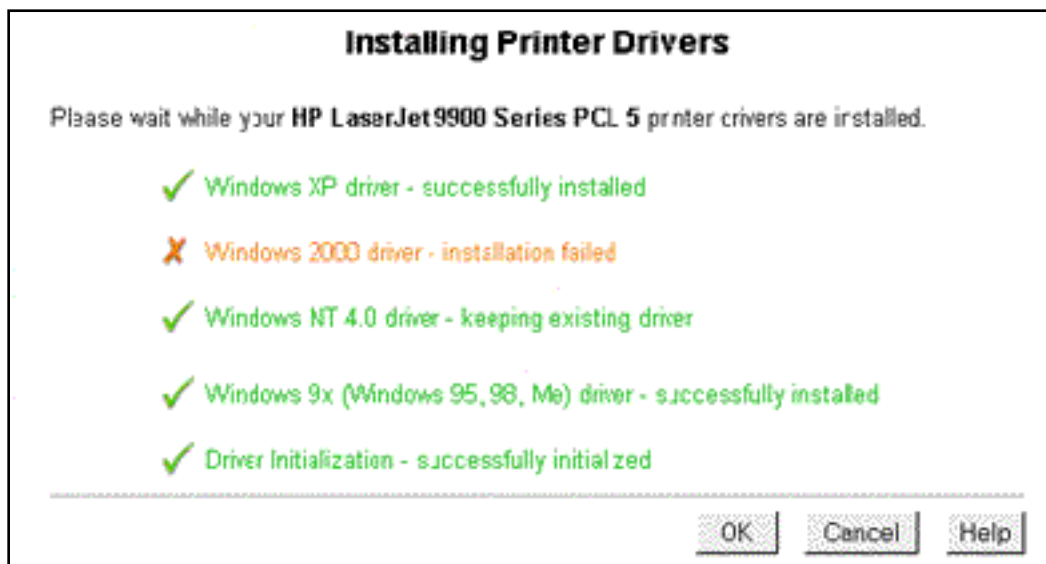 Installing Printer Drivers
Please wait while your HP LaserJet 9900 Series PCL 5 printer crivers are installed.
Windows XP driver - successfully installed
Windows 2000 driver - installation failed
Windows NT 4.0 driver - keeping existing driver
Windows 9x (Windows 95, 98, Me) driver - successfully installed
Driver Initialization - successfully initialized
OK Cancel Help